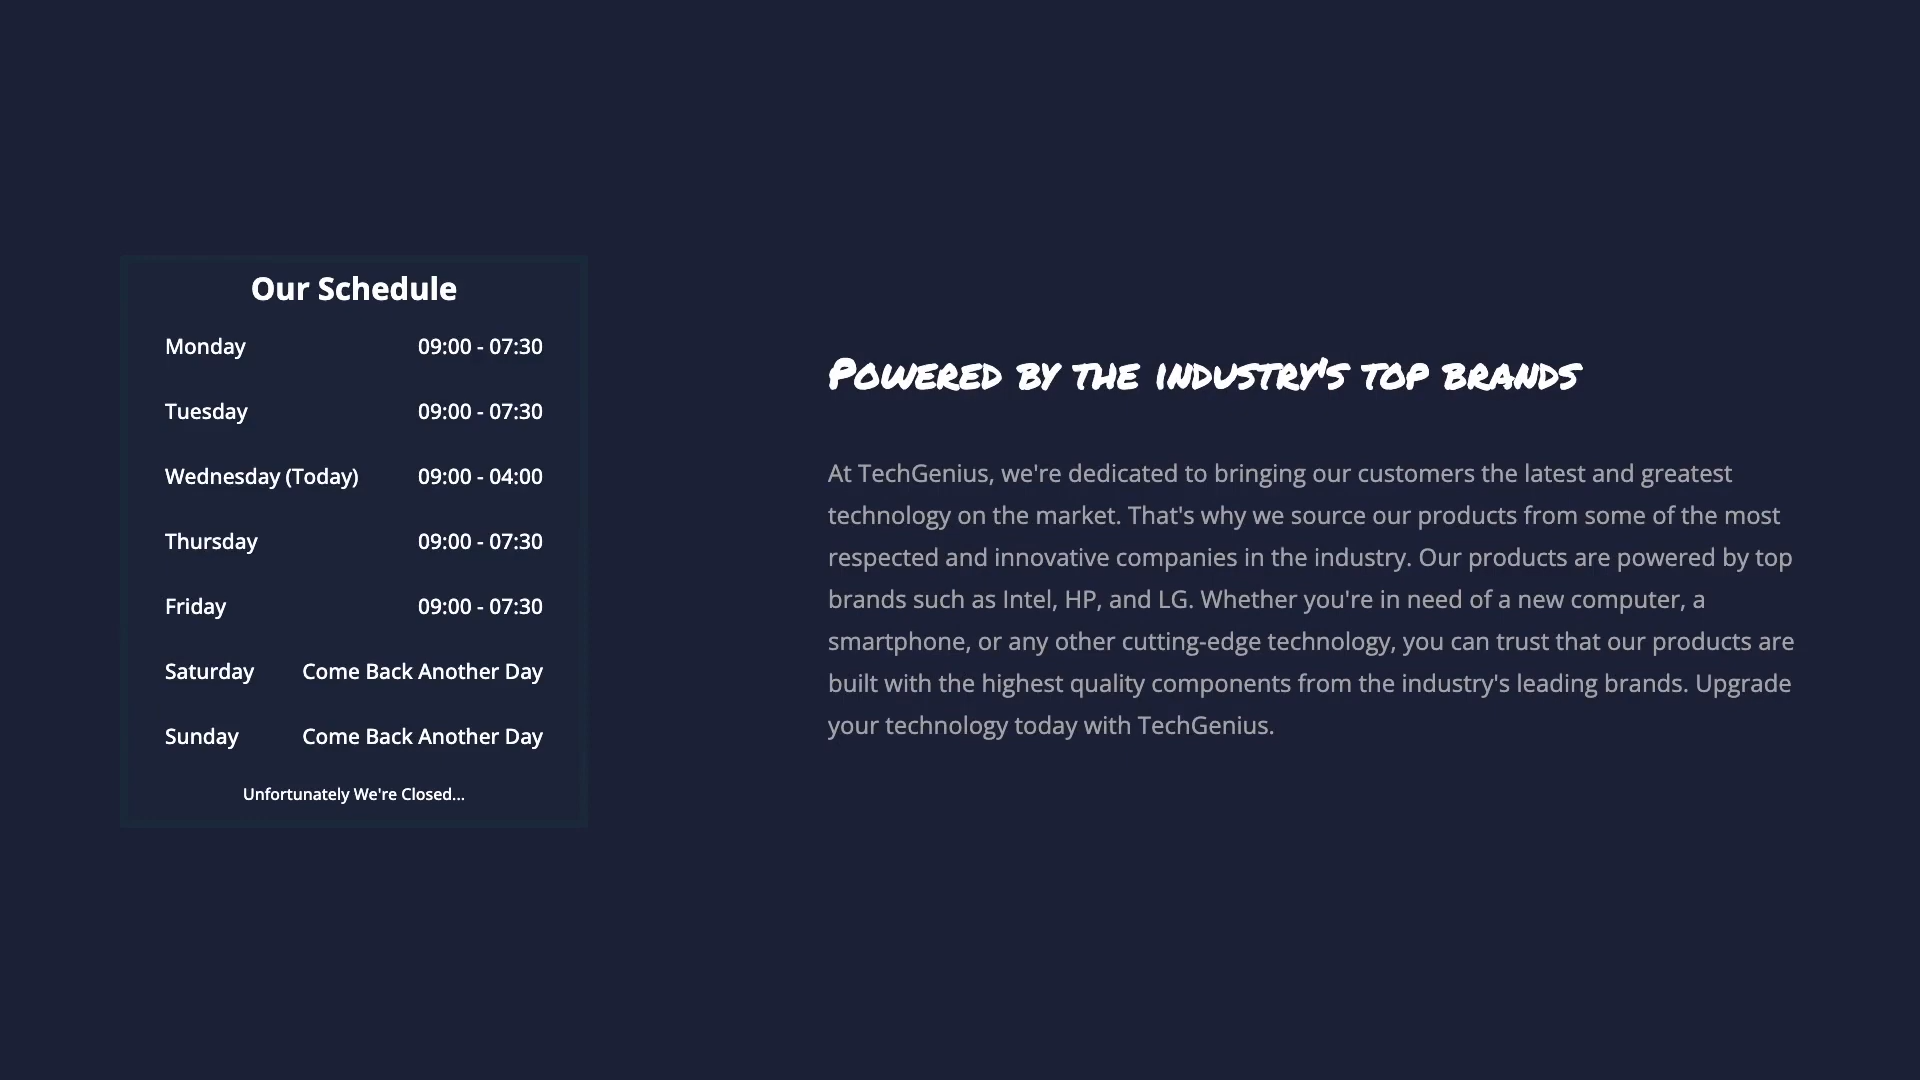 Our Schedule
Monday 09:00 - 07:30
Tuesday 09:00 - 07:30
Wednesday (Today) 09:00 - 04:00
Thursday 09:00 - 07:30
Friday 09:00 - 07:30
Saturday Come Back Another Day
Sunday Come Back Another Day
Unfortunately We're Closed...
Powered by the industry's top brands
At TechGenius, we're dedicated to bringing our customers the latest and greatest
technology on the market. That's why we source our products from some of the most
respected and innovative companies in the industry. Our products are powered by top
brands such as Intel, HP, and LG. Whether you're in need of a new computer, a
smartphone, or any other cutting-edge technology, you can trust that our products are
built with the highest quality components from the industry's leading brands. Upgrade
your technology today with TechGenius.